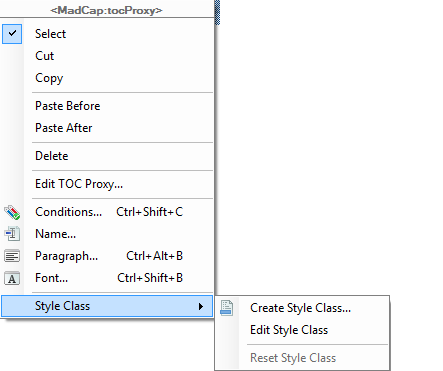 <MadCap:tocProxy>
Select
Cut
Copy
Paste Before
Paste After
Delete
Edit TOC Proxy...
Conditions... Ctrl+Shift+C
Name...
Paragraph... Ctrl+Alt+B
Font... Ctrl+Shift+B
Style Class
Create Style Class...
Edit Style Class
Reset Style Class